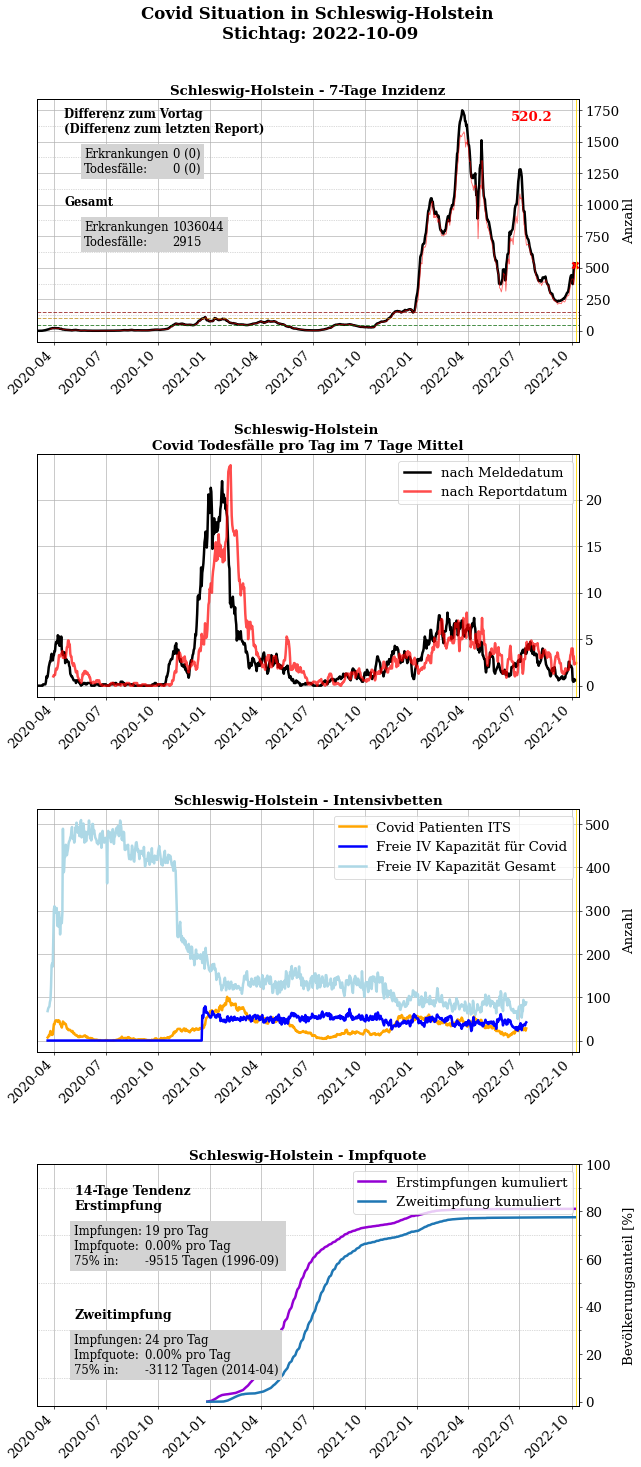 Covid Situation in Schleswig-Holstein
Stichtag: 2022-10-09
Schleswig-Holstein - 7-Tage Inzidenz
Differenz zum Vortag
(Differenz zum letzten Report)
Erkrankungen 0 (0)
Todesfälle: 0 (0)
Gesamt
Erkrankungen 1036044
Todesfälle: 2915
520.2
1750
1500
1250
1000
750
500
250
0
Anzahl
2020-04 2020-07 2020-10 2021-01 2021-04 2021-07 2021-10 2022-01 2022-04 2022-07 2022-10
Schleswig-Holstein
Covid Todesfälle pro Tag im 7 Tage Mittel
nach Meldedatum
nach Reportdatum
20
15
10
5
0
2020-04 2020-07 2020-10 2021-01 2021-04 2021-07 2021-10 2022-01 2022-04 2022-07 2022-10
Schleswig-Holstein - Intensivbetten
Covid Patienten ITS
Freie IV Kapazität für Covid
Freie IV Kapazität Gesamt
500
400
300
200
100
0
Anzahl
2020-04 2020-07 2020-10 2021-01 2021-04 2021-07 2021-10 2022-01 2022-04 2022-07 2022-10
Schleswig-Holstein - Impfquote
14-Tage Tendenz
Erstimpfung
Impfungen: 19 pro Tag
Impfquote: 0.00% pro Tag
75% in: -9515 Tagen (1996-09)
Zweitimpfung
Impfungen: 24 pro Tag
Impfquote: 0.00% pro Tag
75% in: -3112 Tagen (2014-04)
Erstimpfungen kumuliert
Zweitimpfung kumuliert
100
80
60
40
20
0
Bevölkerungsanteil [%]
2020-04 2020-07 2020-10 2021-01 2021-04 2021-07 2021-10 2022-01 2022-04 2022-07 2022-10